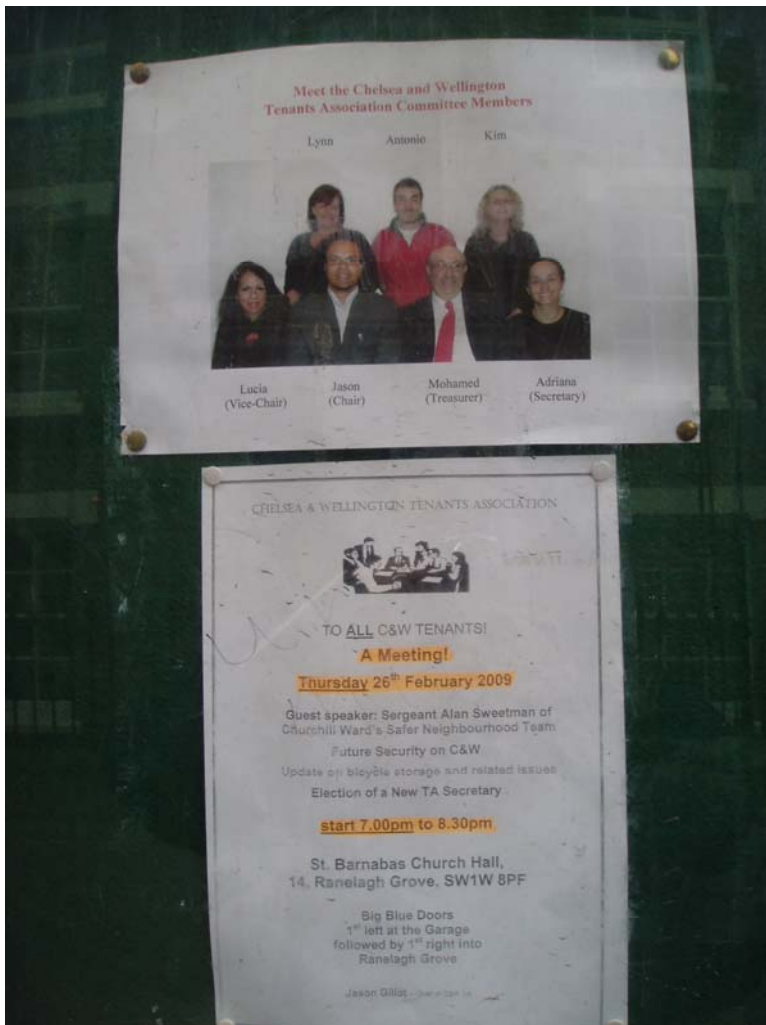 Meet the Chelsea and Wellington
Tenants Association Committee Members
Lynn Antonio Kim
Lucia Jason Mohamed Adriana
(Vice-Chair) (Chair) (Treasurer) (Secretary)
CHELSEA & WELLINGTON TENANTS ASSOCIATION
TO ALL C&W TENANTS!
A Meeting!
Thursday 26th February 2009
Guest speaker: Sergeant Alan Sweetman of
Churchill Ward's Safer Neighbourhood Team
Future Security on C&W
Update on bicycle storage and related issues
Election of a New TA Secretary
start 7.00pm to 8.30pm
St. Barnabas Church Hall,
14, Ranelagh Grove, SW1W 8PF
Big Blue Doors
1st left at the Garage
followed by 1st right into
Ranelagh Grove
Jason